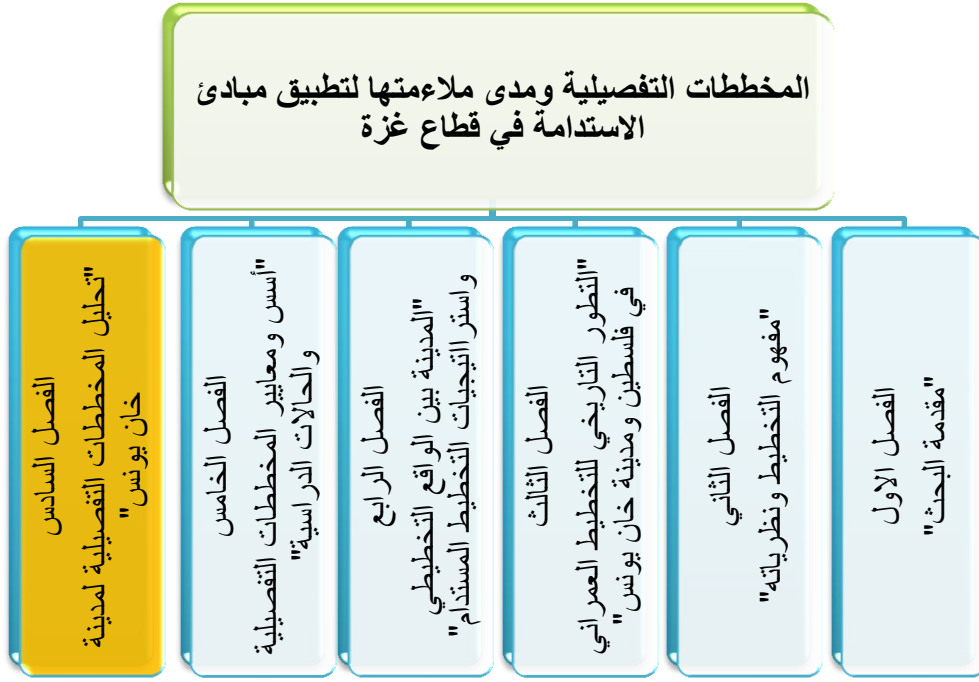 المخططات التفصيلية ومدى ملاءمتها لتطبيق مبادئ
الاستدامة في قطاع غزة
الفصل الاول
"مقدمة البحث"
الفصل الثاني
"مفهوم التخطيط ونظرياته"
الفصل الثالث
"التطور التاريخي للتخطيط العمراني
في فلسطين ومدينة خان يونس"
الفصل الرابع
"المدينة بين الواقع التخطيطي
واستراتيجيات التخطيط المستدام"
الفصل الخامس
"أسس ومعايير المخططات التفصيلية
والحالات الدراسية"
الفصل السادس
"تحليل المخططات التفصيلية لمدينة
خان يونس"